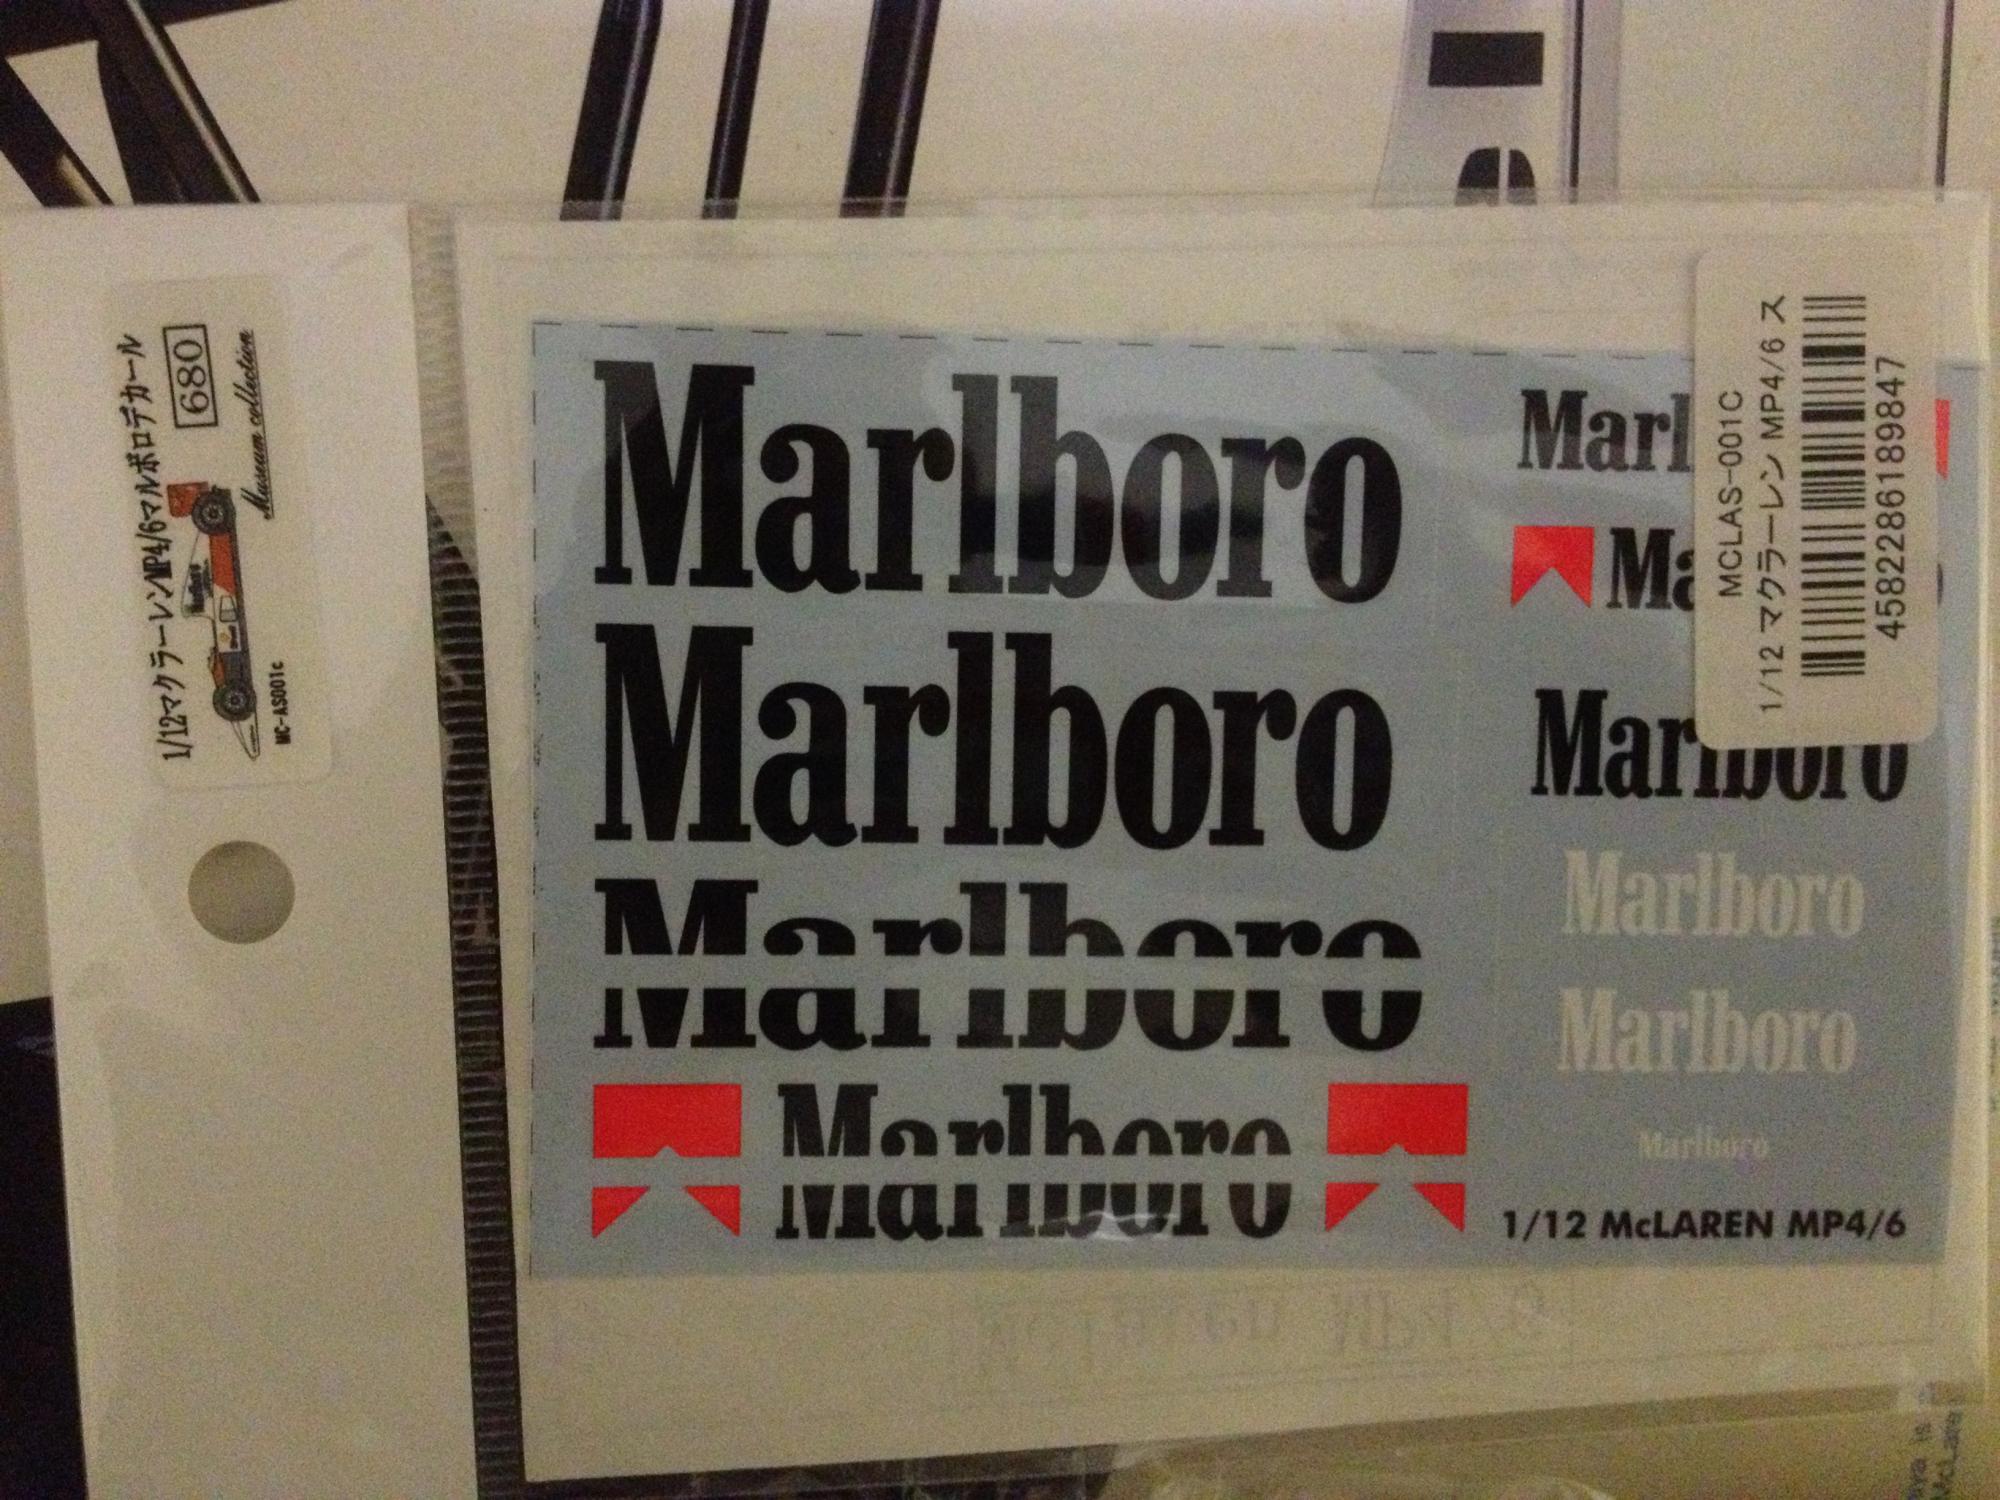 1/12マクラーレンMP4/6マルボロデカール
680
Museum collection
MC-AS001c
Marlboro
Marlboro
Marlboro
Marlboro
Marl
Ma
Marlboro
Marlboro
Marlboro
Marlboro
1/12 McLAREN MP4/6
MCLAS-001C
1/12 マクラーレン MP4/6 ス
4582286189847